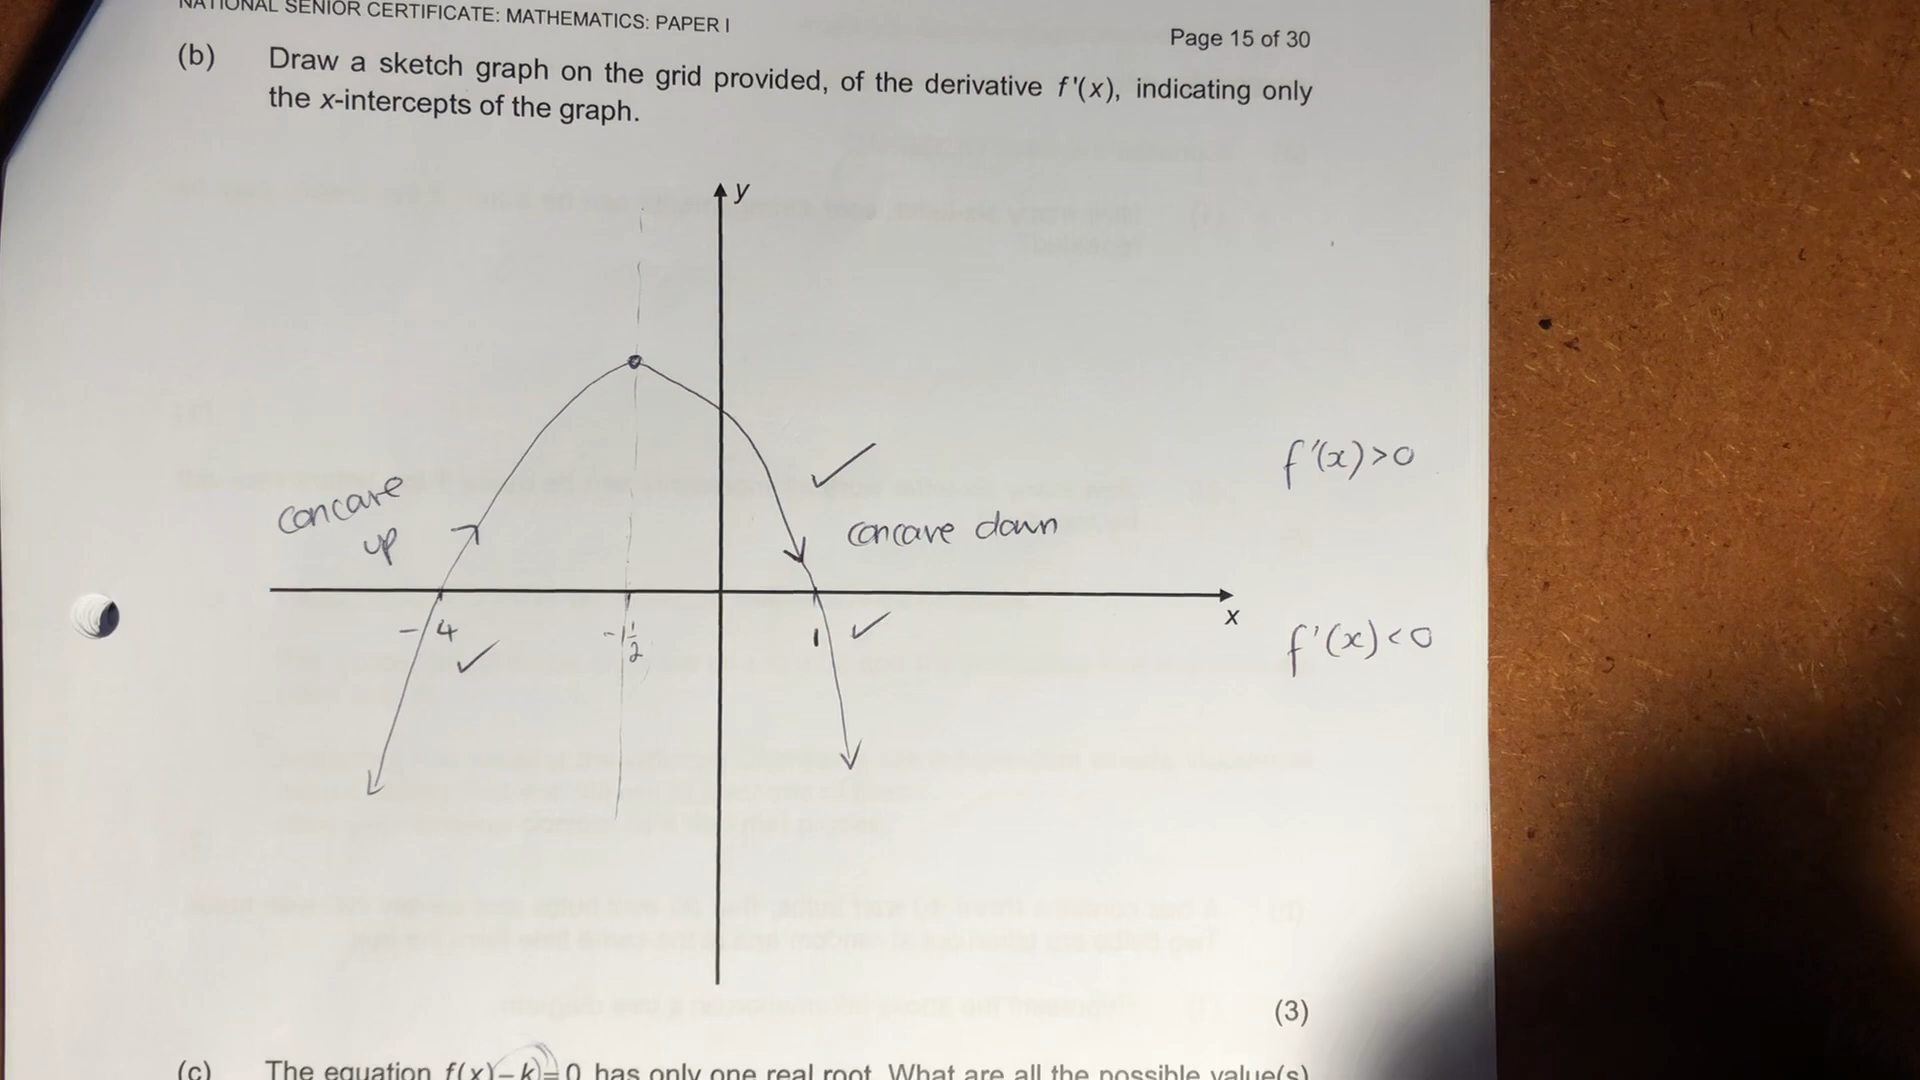 NATIONAL SENIOR CERTIFICATE: MATHEMATICS: PAPER I
Page 15 of 30
(b) Draw a sketch graph on the grid provided, of the derivative f'(x), indicating only
the x-intercepts of the graph.
y
f'(x)>0
concave
up
concave down
x
-4
-1 1/2
1
f'(x)<0
(3)
(c) The equation f(x)-k=0 has only one real root. What are all the possible value(s)